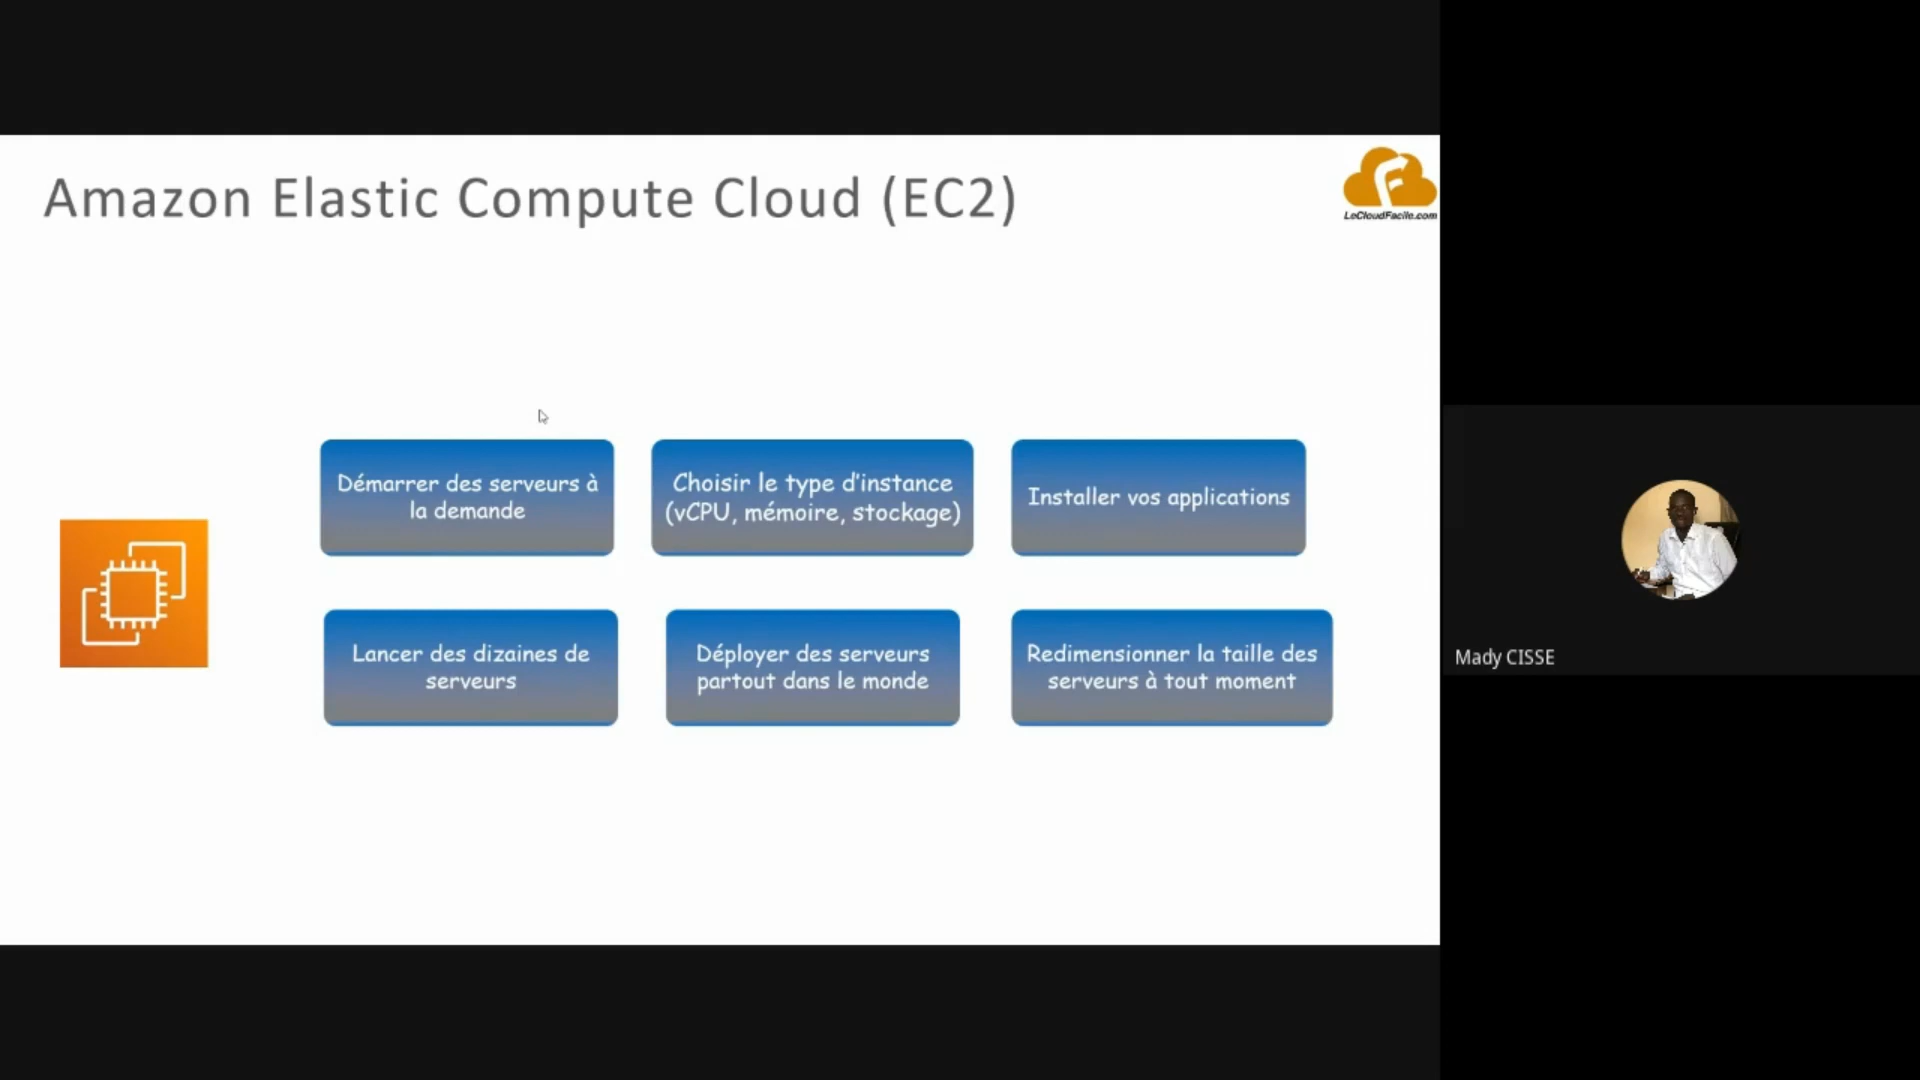 Amazon Elastic Compute Cloud (EC2)
LeCloudFacile.com
Démarrer des serveurs à
la demande
Choisir le type d'instance
(vCPU, mémoire, stockage)
Installer vos applications
Lancer des dizaines de
serveurs
Déployer des serveurs
partout dans le monde
Redimensionner la taille des
serveurs à tout moment
Mady CISSE